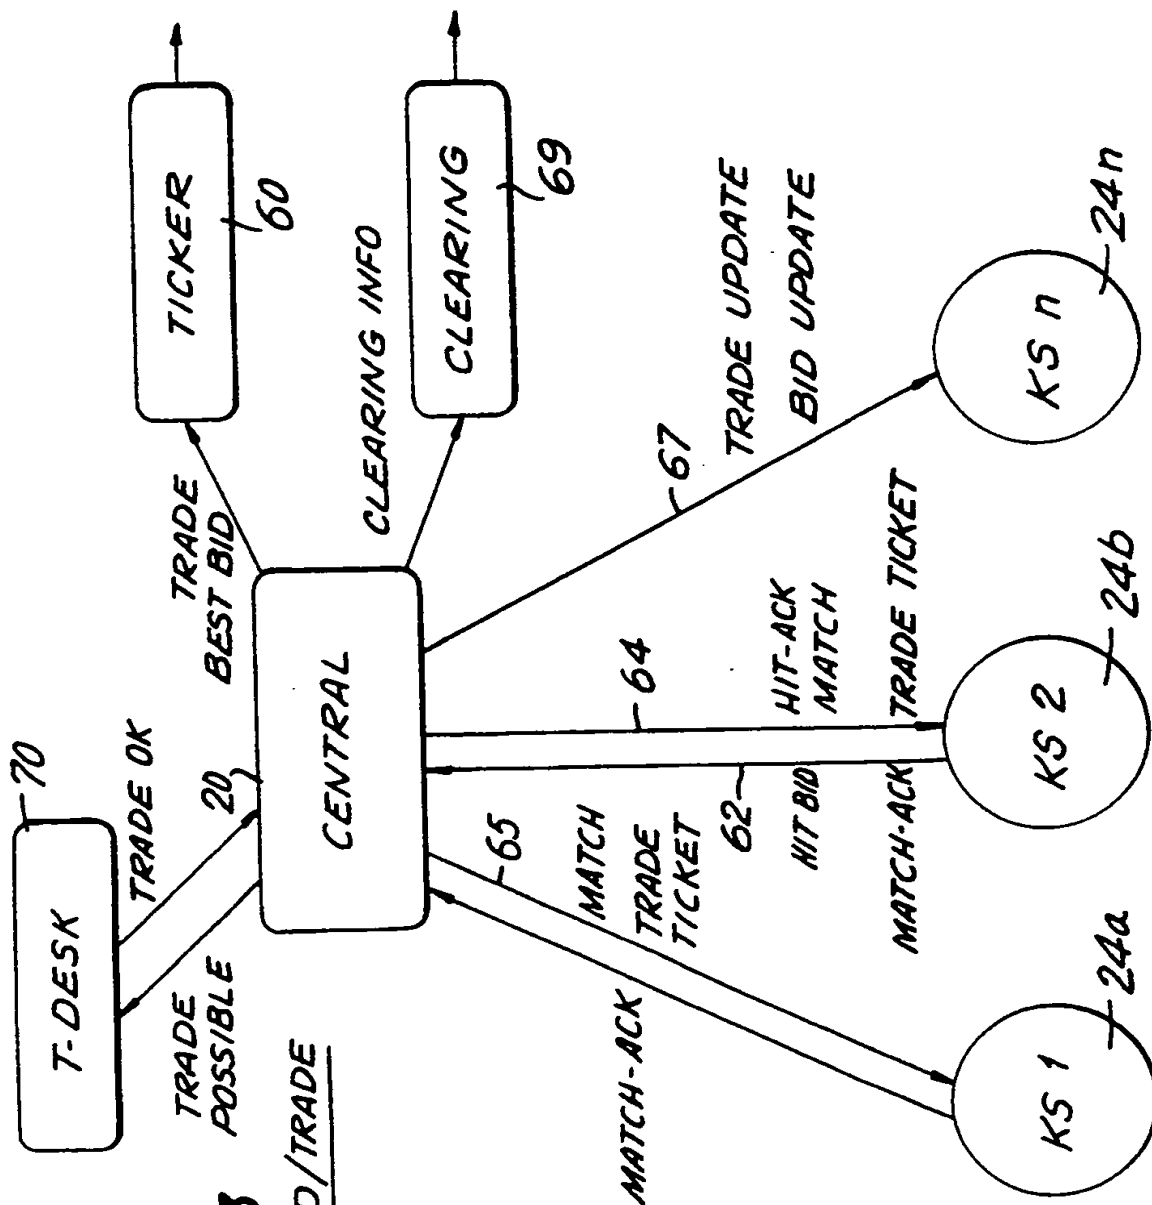 T-DESK
70
TRADE OK
TRADE
POSSIBLE
20
CENTRAL
TRADE
BEST BID
TICKER
60
CLEARING INFO
CLEARING
69
/TRADE
65
MATCH
TRADE
TICKET
MATCH-ACK
62
HIT BID
MATCH-ACK
64
HIT-ACK
MATCH
TRADE TICKET
67
TRADE UPDATE
BID UPDATE
KS 1
24a
KS 2
24b
KS n
24n